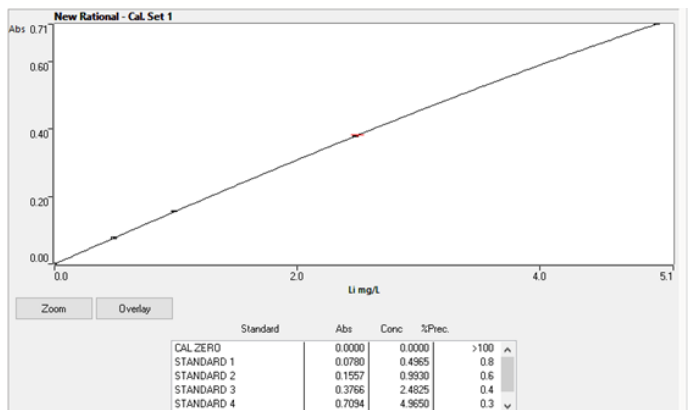 New Rational - Cal. Set 1
Abs 0.71
0.60
0.40
0.20
0.00
0.0 2.0 4.0 5.1
Li mg/L
Zoom Overlay
Standard Abs Conc %Prec.
CAL ZERO 0.0000 0.0000 >100
STANDARD 1 0.0780 0.4965 0.8
STANDARD 2 0.1557 0.9930 0.6
STANDARD 3 0.3766 2.4825 0.4
STANDARD 4 0.7094 4.9650 0.3